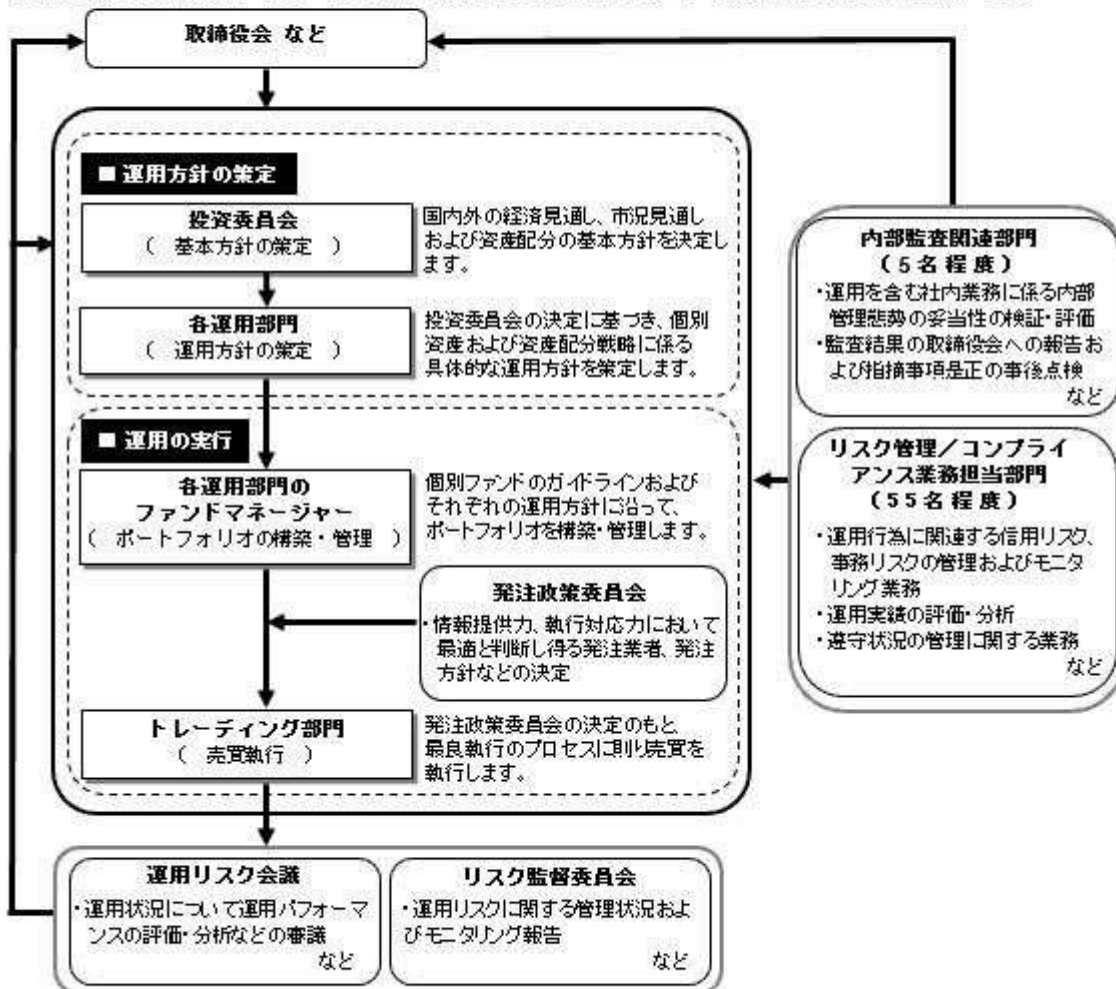 取締役会 など
■ 運用方針の策定
投資委員会
( 基本方針の策定 )
国内外の経済見通し、市況見通し
および資産配分の基本方針を決定し
ます。
各運用部門
( 運用方針の策定 )
投資委員会の決定に基づき、個別
資産および資産配分戦略に係る
具体的な運用方針を策定します。
■ 運用の実行
各運用部門の
ファンドマネージャー
( ポートフォリオの構築・管理 )
個別ファンドのガイドラインおよび
それぞれの運用方針に沿って、
ポートフォリオを構築・管理します。
発注政策委員会
・情報提供力、執行対応力において
最適と判断し得る発注業者、発注
方針などの決定
トレーディング部門
( 売買執行 )
発注政策委員会の決定のもと、
最良執行のプロセスに則り売買を
執行します。
運用リスク会議
・運用状況について運用パフォーマ
ンスの評価・分析などの審議
など
リスク監督委員会
・運用リスクに関する管理状況およ
びモニタリング報告
など
内部監査関連部門
(5名程度)
・運用を含む社内業務に係る内部
管理態勢の妥当性の検証・評価
・監査結果の取締役会への報告お
よび指摘事項是正の事後点検
など
リスク管理/コンプライ
アンス業務担当部門
(55名程度)
・運用行為に関連する信用リスク、
事務リスクの管理およびモニタ
リング業務
・運用実績の評価・分析
・遵守状況の管理に関する業務
など